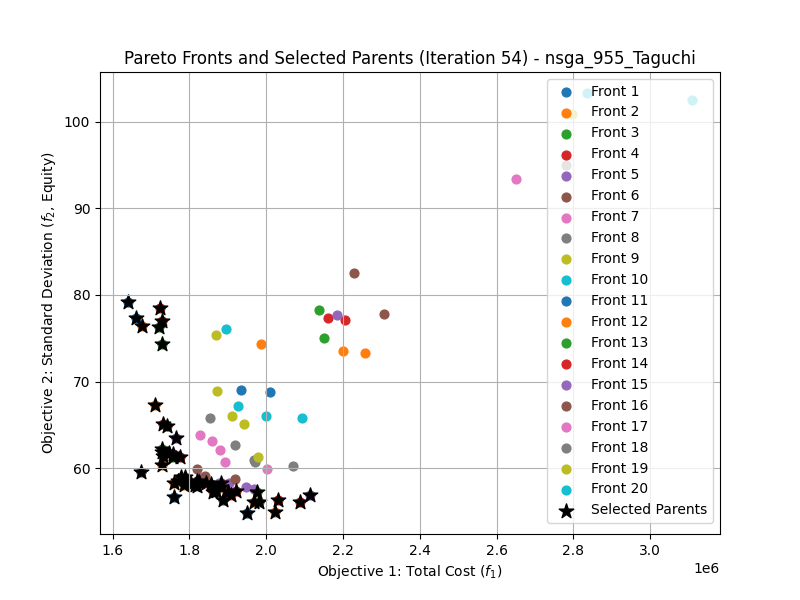 Pareto Fronts and Selected Parents (Iteration 54) - nsga_955_Taguchi
Objective 2: Standard Deviation (f₂, Equity)
100
90
80
70
60
Front 1
Front 2
Front 3
Front 4
Front 5
Front 6
Front 7
Front 8
Front 9
Front 10
Front 11
Front 12
Front 13
Front 14
Front 15
Front 16
Front 17
Front 18
Front 19
Front 20
Selected Parents
1.6 1.8 2.0 2.2 2.4 2.6 2.8 3.0
1e6
Objective 1: Total Cost (f₁)